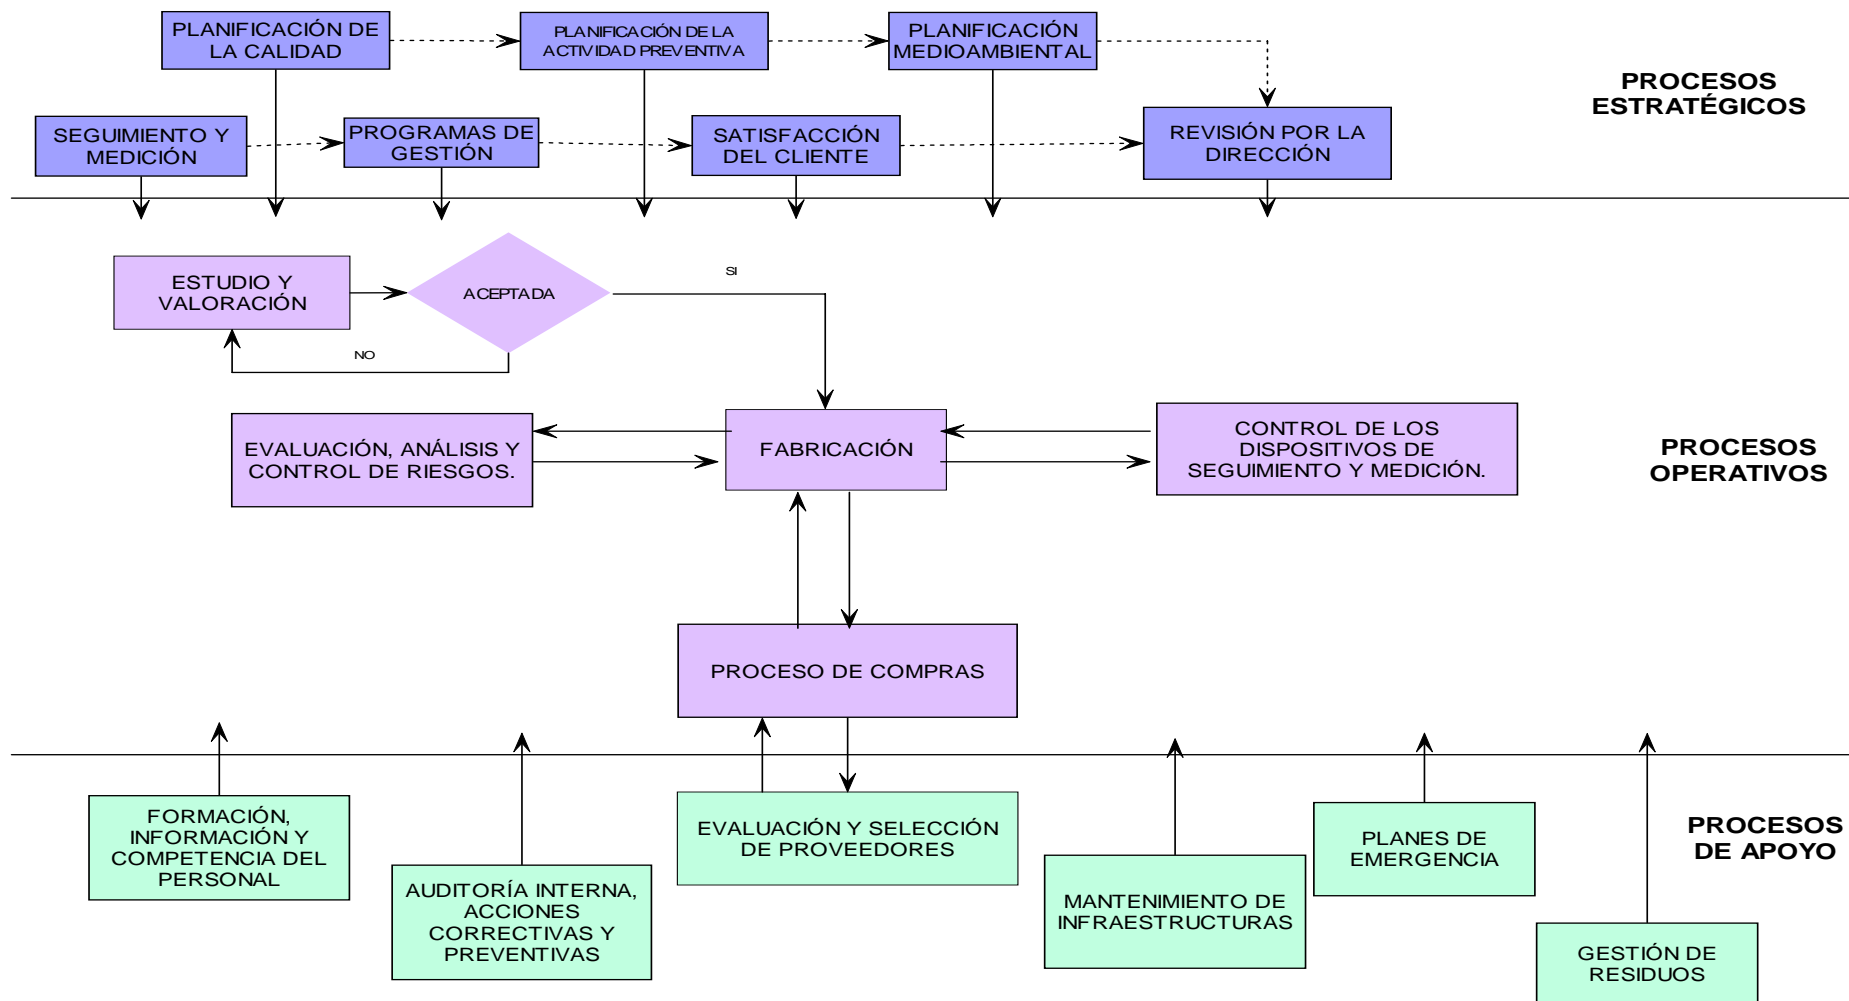 PLANIFICACIÓN DE
LA CALIDAD
PLANIFICACIÓN DE LA
ACTIVIDAD PREVENTIVA
PLANIFICACIÓN
MEDIOAMBIENTAL
PROCESOS
ESTRATÉGICOS
SEGUIMIENTO Y
MEDICIÓN
PROGRAMAS DE
GESTIÓN
SATISFACCIÓN
DEL CLIENTE
REVISIÓN POR LA
DIRECCIÓN
ESTUDIO Y
VALORACIÓN
ACEPTADA
SI
NO
EVALUACIÓN, ANÁLISIS Y
CONTROL DE RIESGOS.
FABRICACIÓN
CONTROL DE LOS
DISPOSITIVOS DE
SEGUIMIENTO Y MEDICIÓN.
PROCESOS
OPERATIVOS
PROCESO DE COMPRAS
FORMACIÓN,
INFORMACIÓN Y
COMPETENCIA DEL
PERSONAL
AUDITORÍA INTERNA,
ACCIONES
CORRECTIVAS Y
PREVENTIVAS
EVALUACIÓN Y SELECCIÓN
DE PROVEEDORES
MANTENIMIENTO DE
INFRAESTRUCTURAS
PLANES DE
EMERGENCIA
GESTIÓN DE
RESIDUOS
PROCESOS
DE APOYO